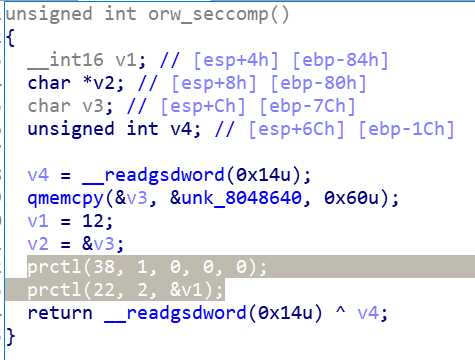 unsigned int orw_seccomp()
{
__int16 v1; // [esp+4h] [ebp-84h]
char *v2; // [esp+8h] [ebp-80h]
char v3; // [esp+Ch] [ebp-7Ch]
unsigned int v4; // [esp+6Ch] [ebp-1Ch]
v4 = __readgsdword(0x14u);
qmemcpy(&v3, &unk_8048640, 0x60u);
v1 = 12;
v2 = &v3;
prctl(38, 1, 0, 0, 0);
prctl(22, 2, &v1);
return __readgsdword(0x14u) ^ v4;
}